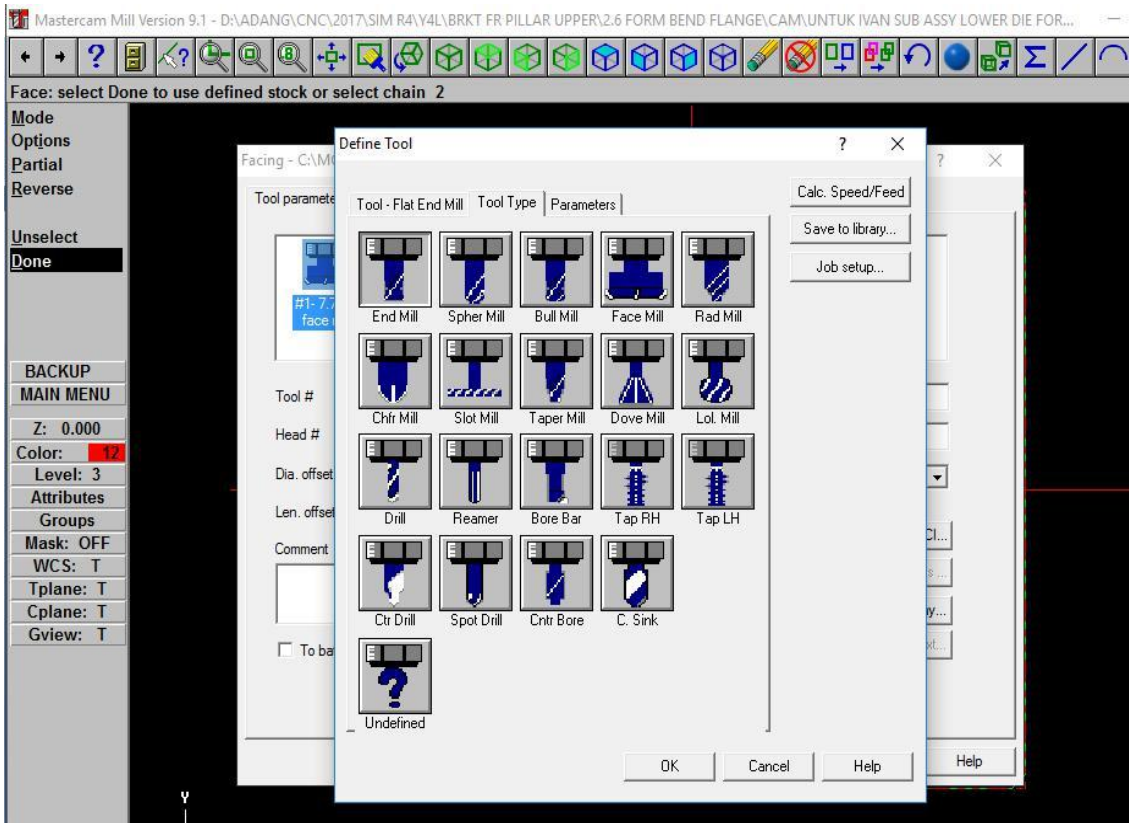 Mastercam Mill Version 9.1 - D:\ADANG\CNC\2017\SIM R4\Y4L\BRKT FR PILLAR UPPER\2.6 FORM BEND FLANGE\CAM\UNTUK IVAN SUB ASSY LOWER DIE FOR...
Face: select Done to use defined stock or select chain 2
Mode
Options
Partial
Reverse
Unselect
Done
BACKUP
MAIN MENU
Z: 0.000
Color: 12
Level: 3
Attributes
Groups
Mask: OFF
WCS: T
Tplane: T
Cplane: T
Gview: T
Facing - C:\M
Tool paramete
#1- 7.7
face
Tool #
Head #
Dia. offset
Len. offset
Comment
To ba
Help
Define Tool
Tool - Flat End Mill Tool Type Parameters
Calc. Speed/Feed
Save to library...
Job setup...
End Mill Spher Mill Bull Mill Face Mill Rad Mill
Chfr Mill Slot Mill Taper Mill Dove Mill Lol. Mill
Drill Reamer Bore Bar Tap RH Tap LH
Ctr Drill Spot Drill Cntr Bore C. Sink
Undefined
OK Cancel Help
Y